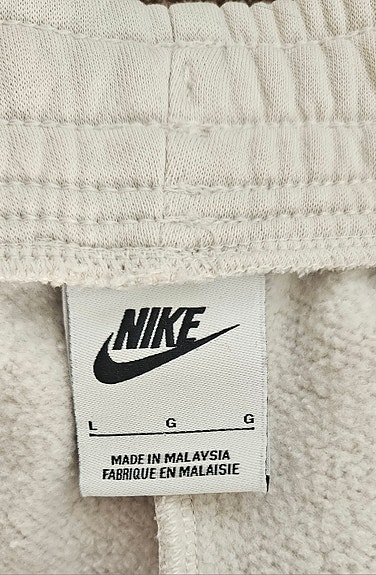 NIKE
L G G
MADE IN MALAYSIA
FABRIQUE EN MALAISIE